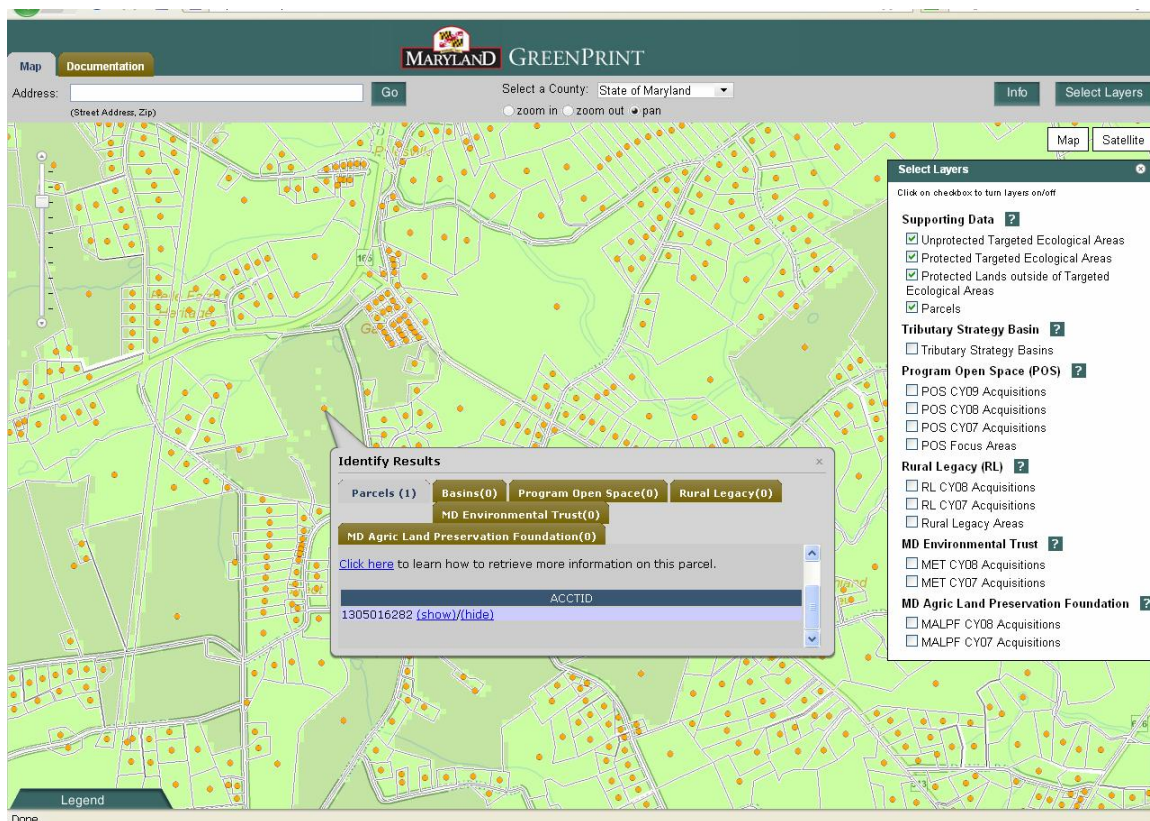 MARYLAND GREENPRINT
Map
Documentation
Address:
Go
(Street Address, Zip)
Select a County: State of Maryland
zoom in zoom out pan
Info
Select Layers
Map
Satellite
Select Layers
Click on checkbox to turn layers on/off
Supporting Data ?
Unprotected Targeted Ecological Areas
Protected Targeted Ecological Areas
Protected Lands outside of Targeted
Ecological Areas
Parcels
Tributary Strategy Basin ?
Tributary Strategy Basins
Program Open Space (POS) ?
POS CY09 Acquisitions
POS CY08 Acquisitions
POS CY07 Acquisitions
POS Focus Areas
Rural Legacy (RL) ?
RL CY08 Acquisitions
RL CY07 Acquisitions
Rural Legacy Areas
MD Environmental Trust ?
MET CY08 Acquisitions
MET CY07 Acquisitions
MD Agric Land Preservation Foundation ?
MALPF CY08 Acquisitions
MALPF CY07 Acquisitions
165
Identify Results
Parcels (1)
Basins(0)
Program Open Space(0)
Rural Legacy(0)
MD Environmental Trust(0)
MD Agric Land Preservation Foundation(0)
Click here to learn how to retrieve more information on this parcel.
ACCTID
1305016282 (show)/(hide)
Legend
Done